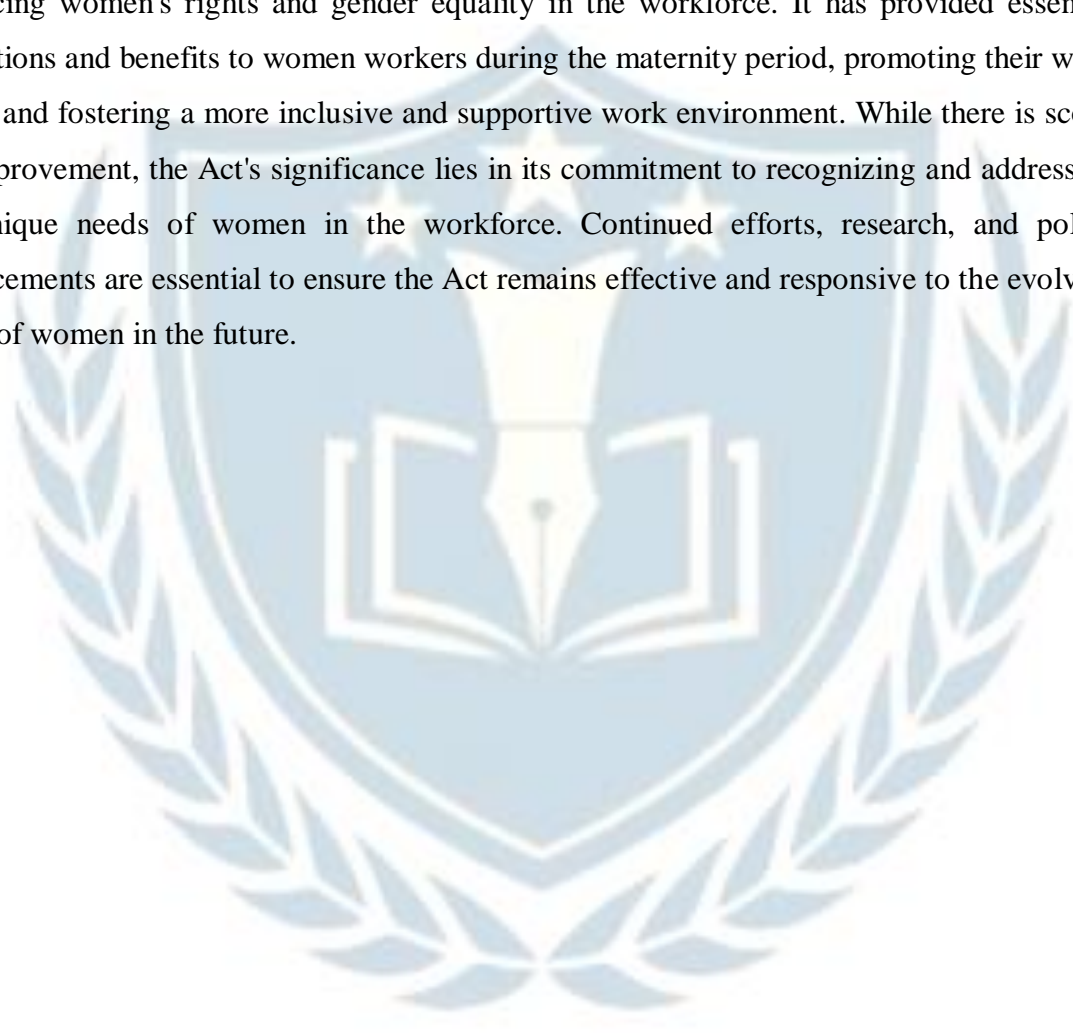 cing women's rights and gender equality in the workforce. It has provided essen
tions and benefits to women workers during the maternity period, promoting their w
and fostering a more inclusive and supportive work environment. While there is sc
provement, the Act's significance lies in its commitment to recognizing and address
nique needs of women in the workforce. Continued efforts, research, and pol
cements are essential to ensure the Act remains effective and responsive to the evolv
of women in the future.